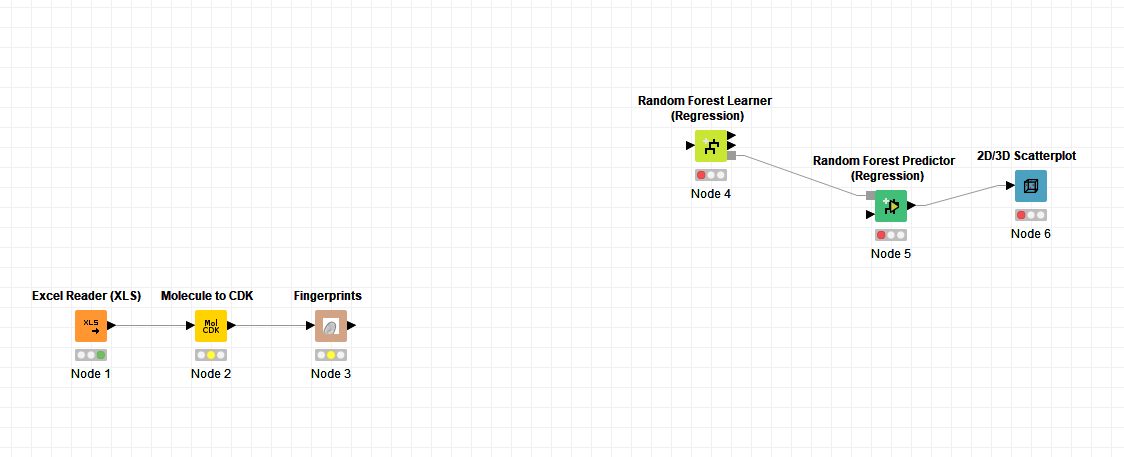 Random Forest Learner
(Regression)
Node 4
Random Forest Predictor
(Regression)
Node 5
2D/3D Scatterplot
Node 6
Excel Reader (XLS)
XLS
Node 1
Molecule to CDK
Mol
CDK
Node 2
Fingerprints
Node 3